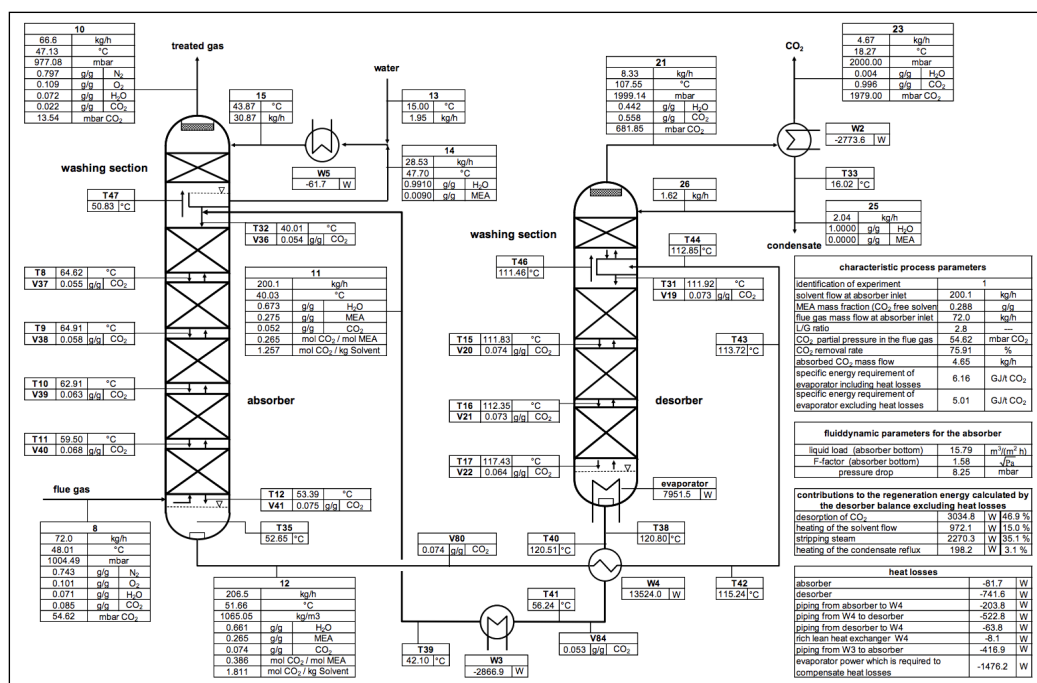 10
66.6 kg/h
47.13 °C
977.08 mbar
0.797 g/g N₂
0.109 g/g O₂
0.072 g/g H₂O
0.022 g/g CO₂
13.54 mbar CO₂
treated gas
water
15
43.87 °C
30.87 kg/h
13
15.00 °C
1.95 kg/h
W5
-61.7 W
14
28.53 kg/h
47.70 °C
0.9910 g/g H₂O
0.0090 g/g MEA
washing section
T47
50.83 °C
T32 40.01 °C
V36 0.054 g/g CO₂
T8 64.62 °C
V37 0.055 g/g CO₂
T9 64.91 °C
V38 0.058 g/g CO₂
T10 62.91 °C
V39 0.063 g/g CO₂
T11 59.50 °C
V40 0.068 g/g CO₂
absorber
T12 53.39 °C
V41 0.075 g/g CO₂
flue gas
8
72.0 kg/h
48.01 °C
1004.49 mbar
0.743 g/g N₂
0.101 g/g O₂
0.071 g/g H₂O
0.085 g/g CO₂
54.62 mbar CO₂
T35
52.65 °C
11
200.1 kg/h
40.03 °C
0.673 g/g H₂O
0.275 g/g MEA
0.052 g/g CO₂
0.265 mol CO₂ / mol MEA
1.257 mol CO₂ / kg Solvent
12
206.5 kg/h
51.66 °C
1065.05 kg/m3
0.661 g/g H₂O
0.265 g/g MEA
0.074 g/g CO₂
0.386 mol CO₂ / mol MEA
1.811 mol CO₂ / kg Solvent
V80
0.074 g/g CO₂
T39
42.10 °C
W3
-2866.9 W
T41
56.24 °C
V84
0.053 g/g CO₂
T40
120.51 °C
T38
120.80 °C
W4
13524.0 W
T42
115.24 °C
21
8.33 kg/h
107.55 °C
1999.14 mbar
0.442 g/g H₂O
0.558 g/g CO₂
681.85 mbar CO₂
CO₂
23
4.67 kg/h
18.27 °C
2000.00 mbar
0.004 g/g H₂O
0.996 g/g CO₂
1979.00 mbar CO₂
W2
-2773.6 W
T33
16.02 °C
26
1.62 kg/h
25
2.04 kg/h
1.0000 g/g H₂O
0.0000 g/g MEA
condensate
washing section
T44
112.85 °C
T46
111.46 °C
T31 111.92 °C
V19 0.073 g/g CO₂
T15 111.83 °C
V20 0.074 g/g CO₂
T43
113.72 °C
T16 112.35 °C
V21 0.073 g/g CO₂
desorber
T17 117.43 °C
V22 0.064 g/g CO₂
evaporator
7951.5 W
characteristic process parameters
identification of experiment 1
solvent flow at absorber inlet 200.1 kg/h
MEA mass fraction (CO₂ free solven 0.288 g/g
flue gas mass flow at absorber inlet 72.0 kg/h
L/G ratio 2.8 ---
CO₂ partial pressure in the flue gas 54.62 mbar CO₂
CO₂ removal rate 75.91 %
absorbed CO₂ mass flow 4.65 kg/h
specific energy requirement of
evaporator including heat losses 6.16 GJ/t CO₂
specific energy requirement of
evaporator excluding heat losses 5.01 GJ/t CO₂
fluiddynamic parameters for the absorber
liquid load (absorber bottom) 15.79 m³/(m² h)
F-factor (absorber bottom) 1.58 √Pa
pressure drop 8.25 mbar
contributions to the regeneration energy calculated by
the desorber balance excluding heat losses
desorption of CO₂ 3034.8 W 46.9 %
heating of the solvent flow 972.1 W 15.0 %
stripping steam 2270.3 W 35.1 %
heating of the condensate reflux 198.2 W 3.1 %
heat losses
absorber -81.7 W
desorber -741.6 W
piping from absorber to W4 -203.8 W
piping from W4 to desorber -522.8 W
piping from desorber to W4 -63.8 W
rich lean heat exchanger W4 -8.1 W
piping from W3 to absorber -416.9 W
evaporator power which is required to
compensate heat losses -1476.2 W